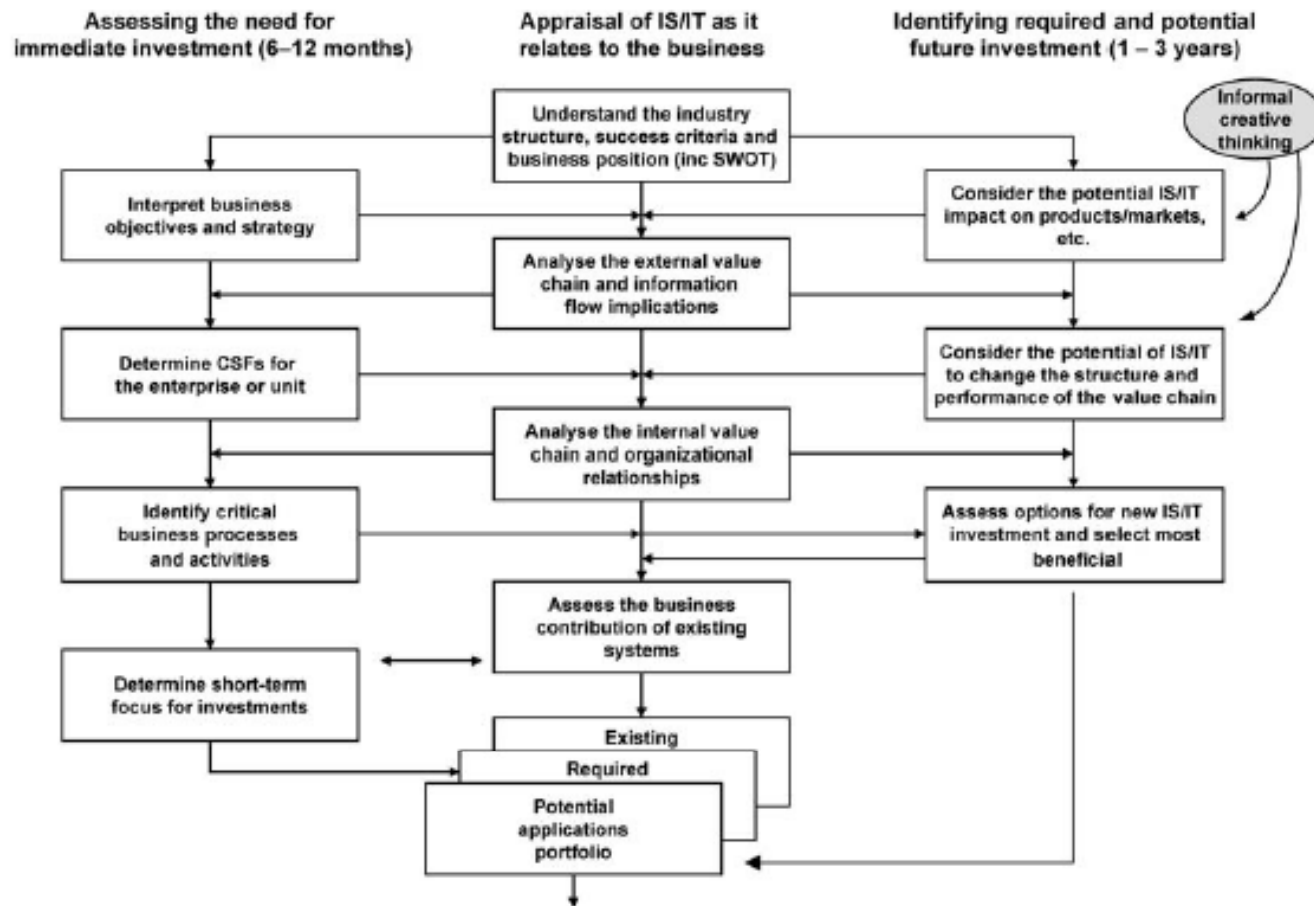 Assessing the need for
immediate investment (6–12 months)
Appraisal of IS/IT as it
relates to the business
Identifying required and potential
future investment (1 – 3 years)
Informal
creative
thinking
Understand the industry
structure, success criteria and
business position (inc SWOT)
Interpret business
objectives and strategy
Consider the potential IS/IT
impact on products/markets,
etc.
Analyse the external value
chain and information
flow implications
Determine CSFs for
the enterprise or unit
Consider the potential of IS/IT
to change the structure and
performance of the value chain
Analyse the internal value
chain and organizational
relationships
Identify critical
business processes
and activities
Assess options for new IS/IT
investment and select most
beneficial
Assess the business
contribution of existing
systems
Determine short-term
focus for investments
Existing
Required
Potential
applications
portfolio